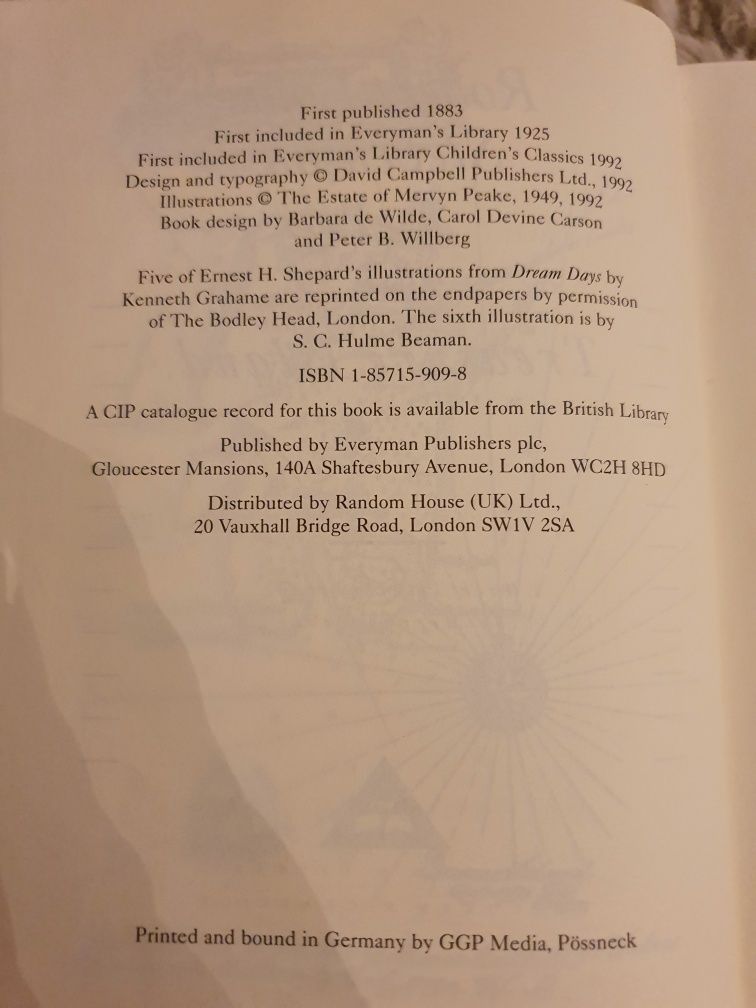 First published 1883
First included in Everyman's Library 1925
First included in Everyman's Library Children's Classics 1992
Design and typography © David Campbell Publishers Ltd., 1992
Illustrations © The Estate of Mervyn Peake, 1949, 1992
Book design by Barbara de Wilde, Carol Devine Carson
and Peter B. Willberg
Five of Ernest H. Shepard's illustrations from Dream Days by
Kenneth Grahame are reprinted on the endpapers by permission
of The Bodley Head, London. The sixth illustration is by
S. C. Hulme Beaman.
ISBN 1-85715-909-8
A CIP catalogue record for this book is available from the British Library
Published by Everyman Publishers plc,
Gloucester Mansions, 140A Shaftesbury Avenue, London WC2H 8HD
Distributed by Random House (UK) Ltd.,
20 Vauxhall Bridge Road, London SW1V 2SA
Printed and bound in Germany by GGP Media, Pössneck